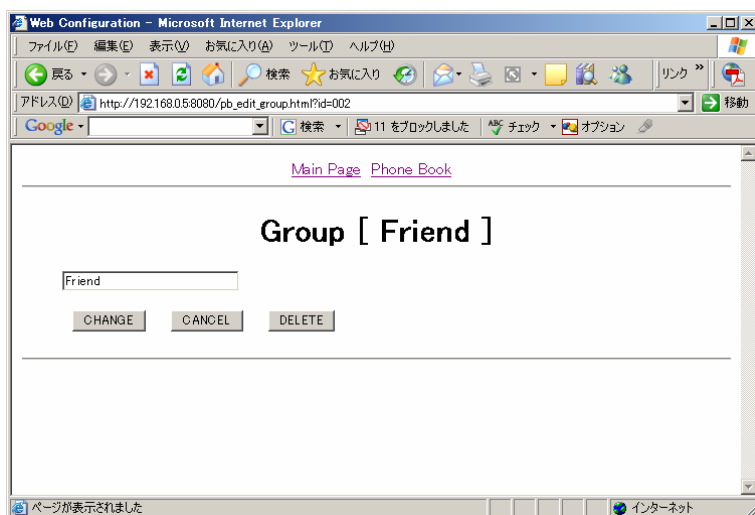 Web Configuration - Microsoft Internet Explorer
ファイル(F) 編集(E) 表示(V) お気に入り(A) ツール(T) ヘルプ(H)
戻る 検索 お気に入り リンク »
アドレス(D) http://192.168.0.5:8080/pb_edit_group.html?id=002 移動
Google G 検索 11 をブロックしました ABC チェック オプション
Main Page Phone Book
Group [ Friend ]
Friend
CHANGE CANCEL DELETE
ページが表示されました インターネット